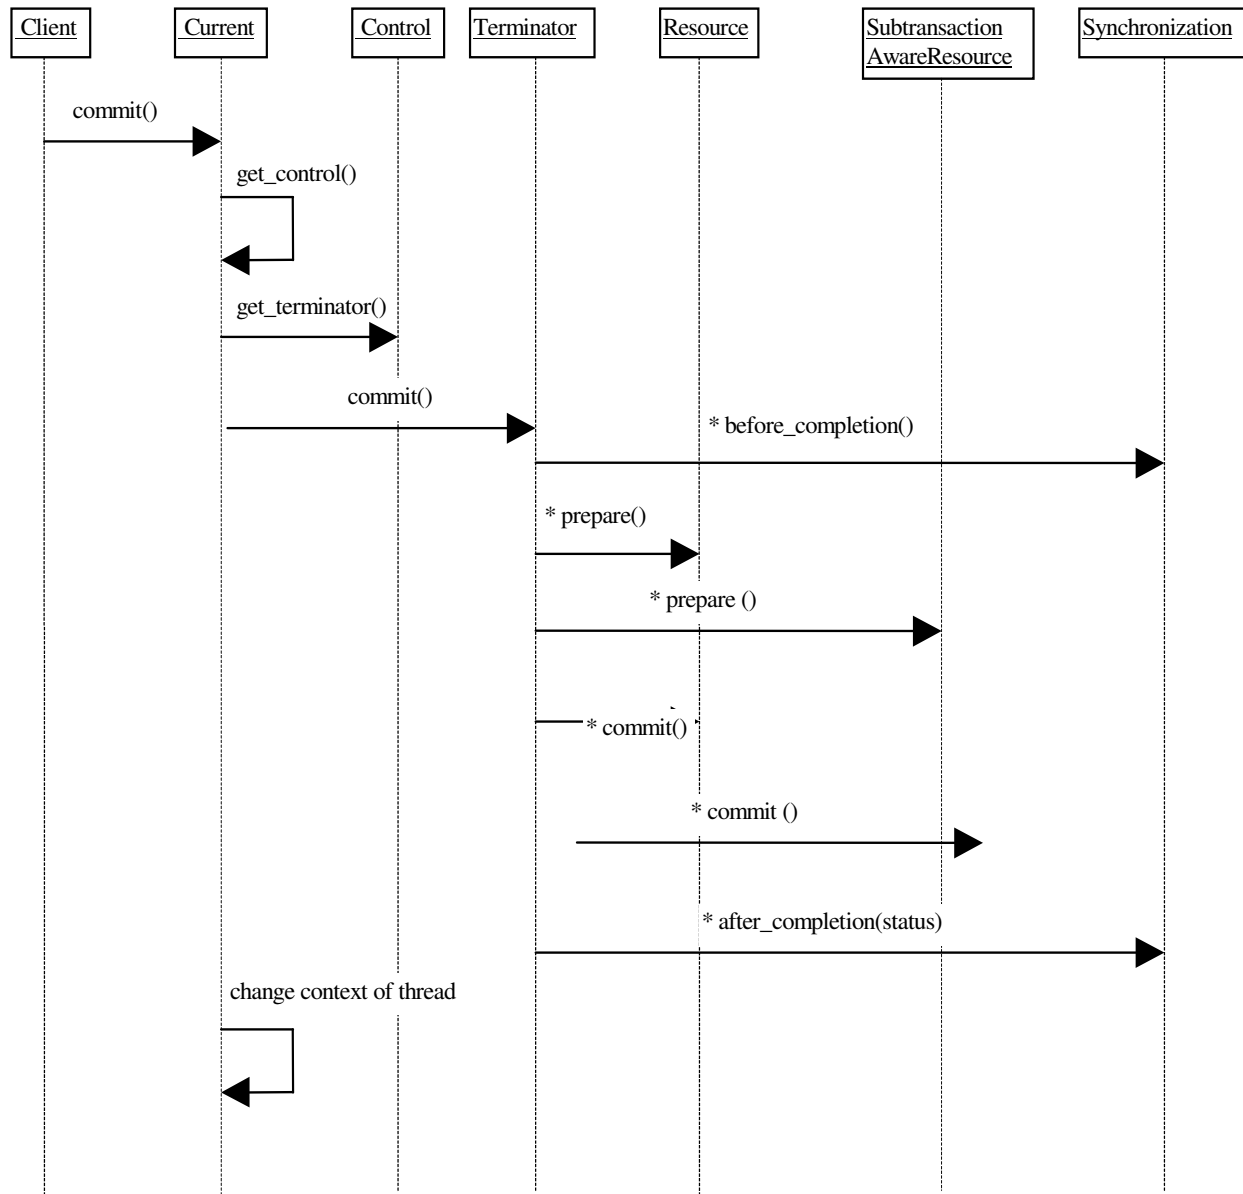 Client
Current
Control
Terminator
Resource
Subtransaction
AwareResource
Synchronization
commit()
get_control()
get_terminator()
commit()
* before_completion()
* prepare()
* prepare ()
* commit()
* commit ()
* after_completion(status)
change context of thread